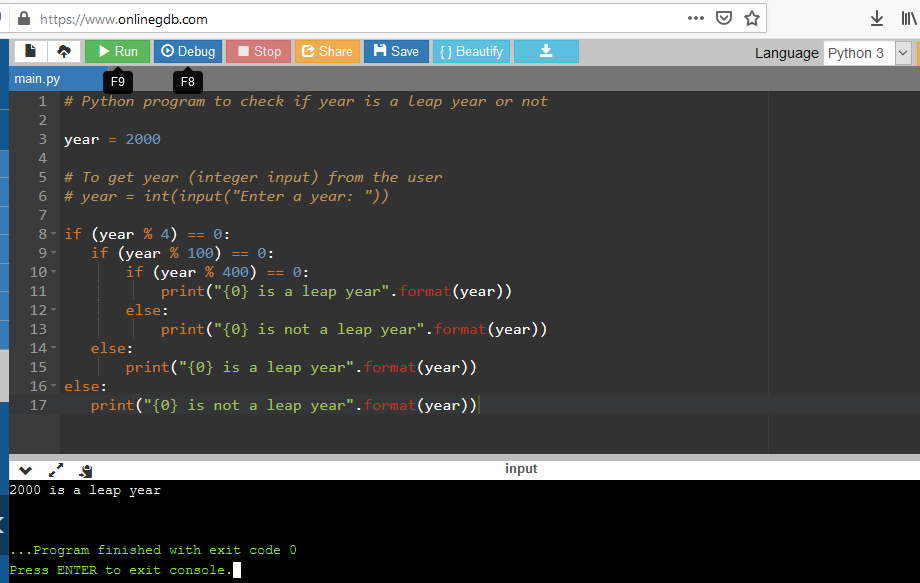 https://www.onlinegdb.com
Run Debug Stop Share Save { } Beautify Language Python 3
main.py F9 F8
1 # Python program to check if year is a leap year or not
2
3 year = 2000
4
5 # To get year (integer input) from the user
6 # year = int(input("Enter a year: "))
7
8 if (year % 4) == 0:
9 if (year % 100) == 0:
10 if (year % 400) == 0:
11 print("{0} is a leap year".format(year))
12 else:
13 print("{0} is not a leap year".format(year))
14 else:
15 print("{0} is a leap year".format(year))
16 else:
17 print("{0} is not a leap year".format(year))
input
2000 is a leap year
...Program finished with exit code 0
Press ENTER to exit console.